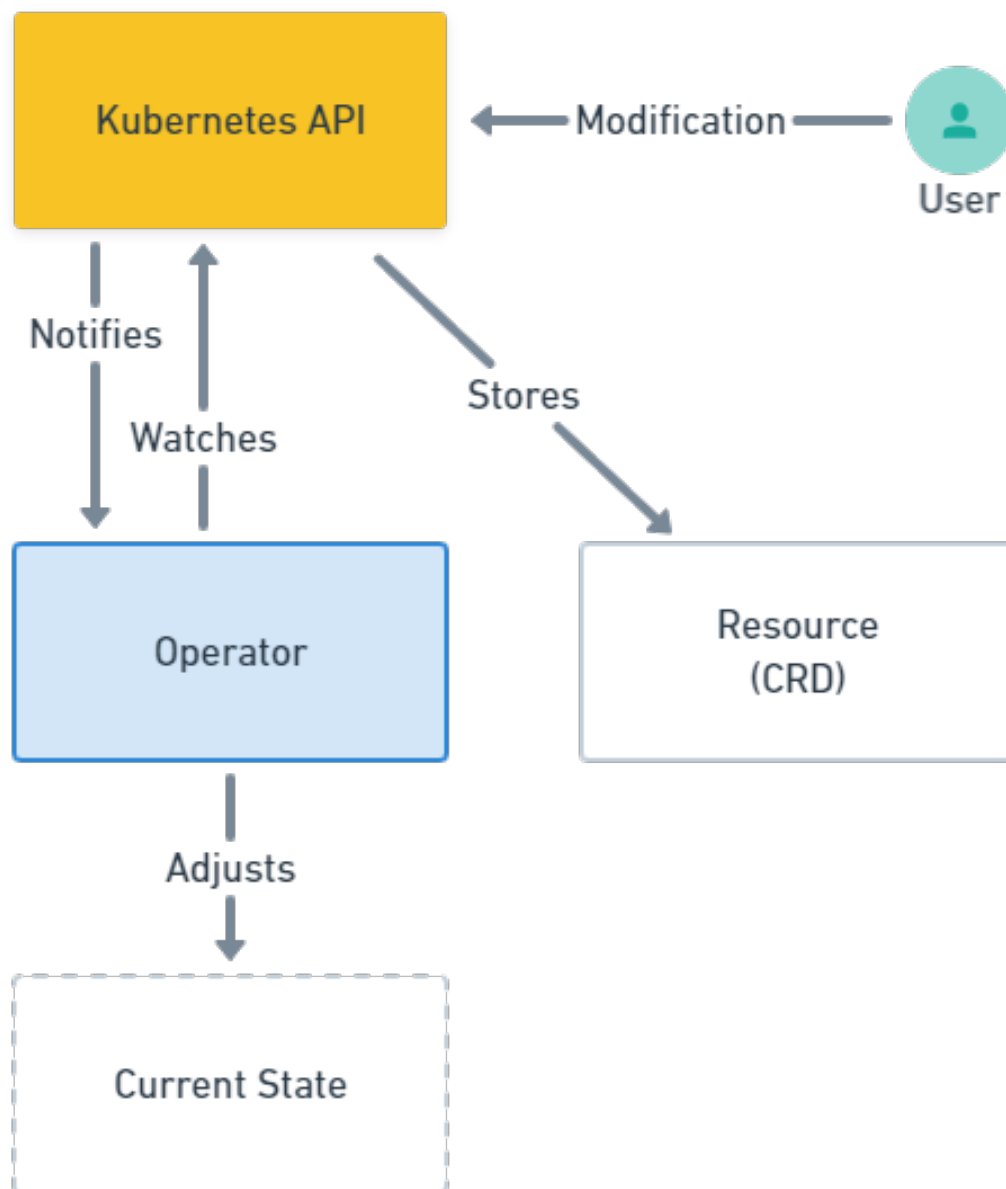 Kubernetes API
Modification
User
Notifies
Stores
Watches
Operator
Resource
(CRD)
Adjusts
Current State